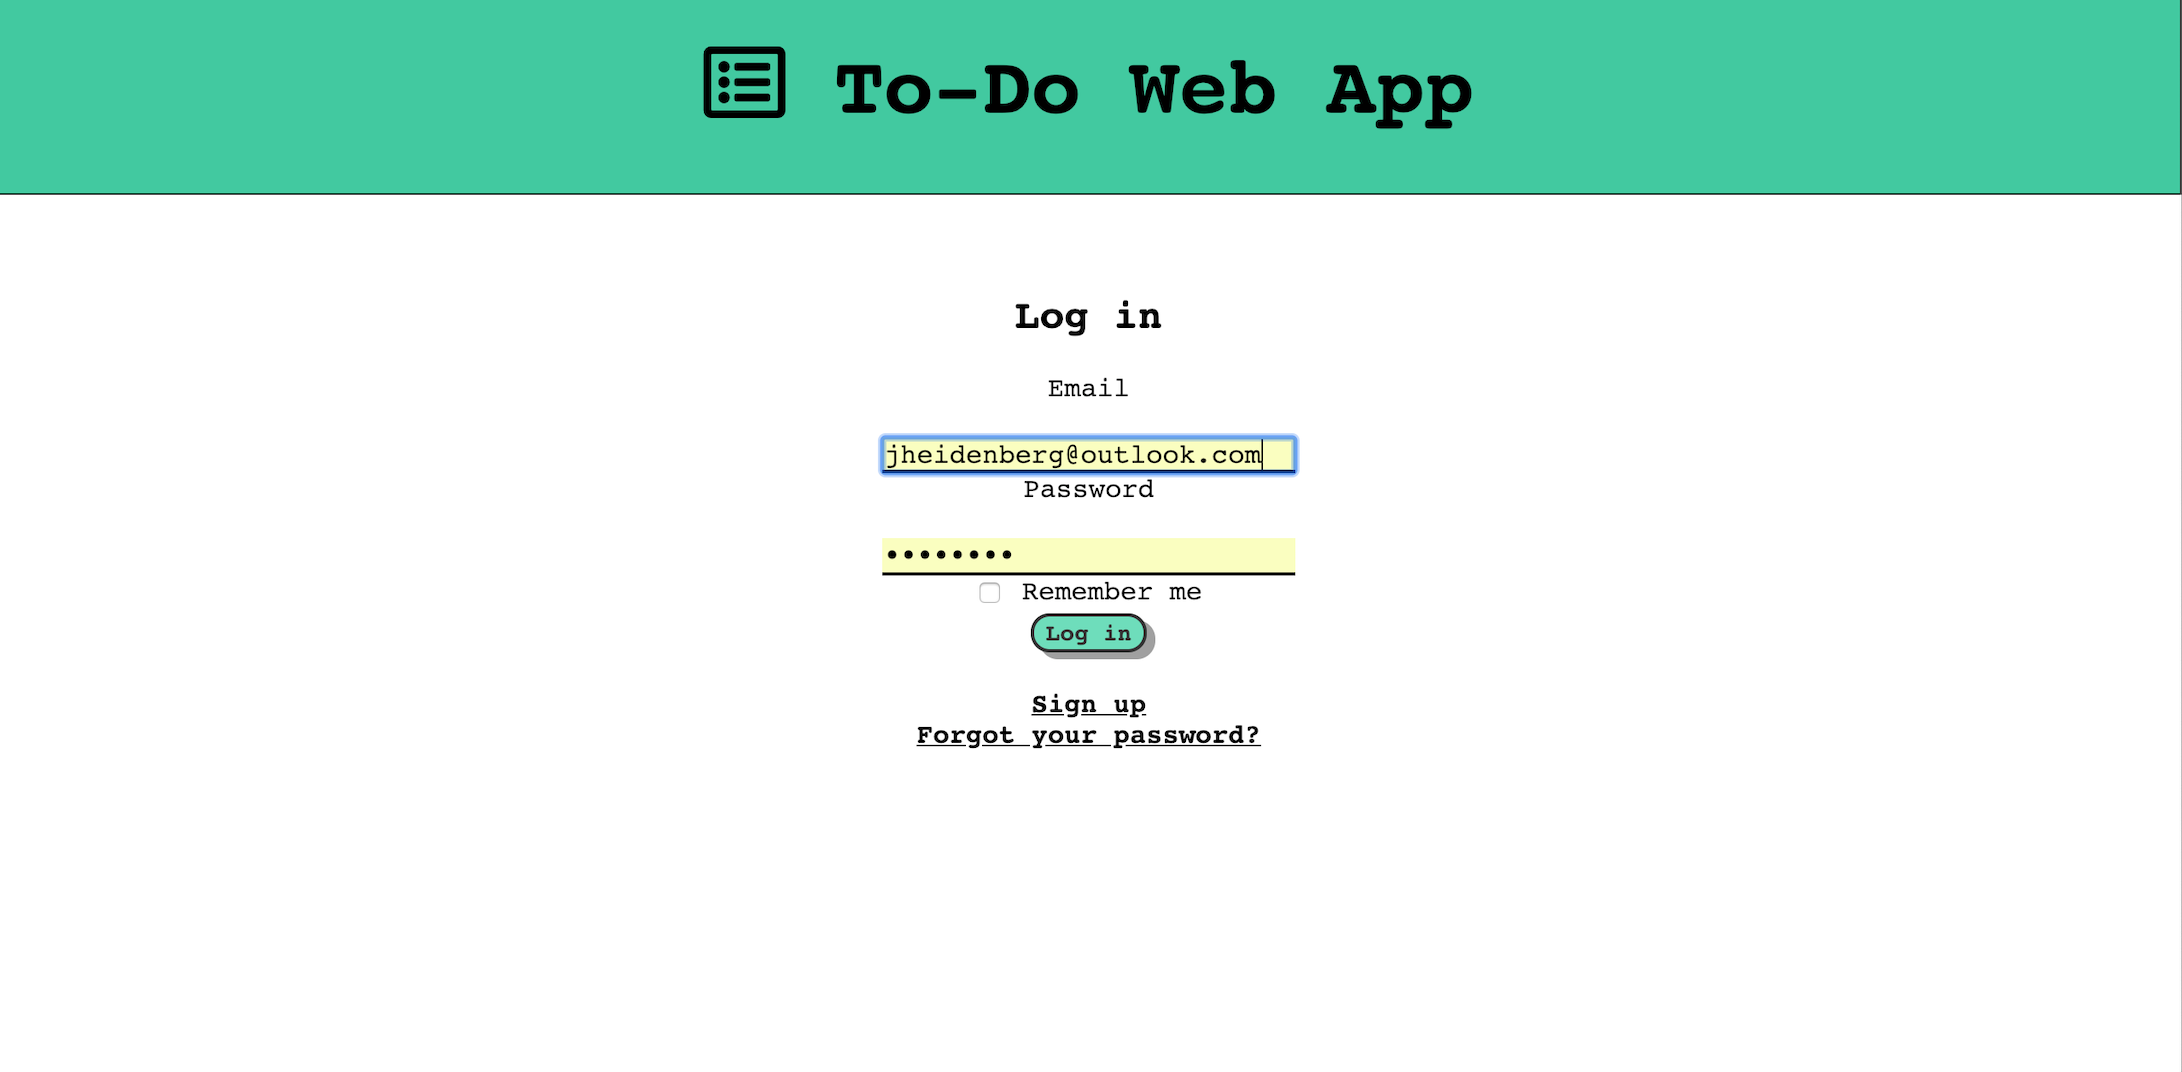 To-Do Web App
Log in
Email
jheidenberg@outlook.com
Password
Remember me
Log in
Sign up
Forgot your password?